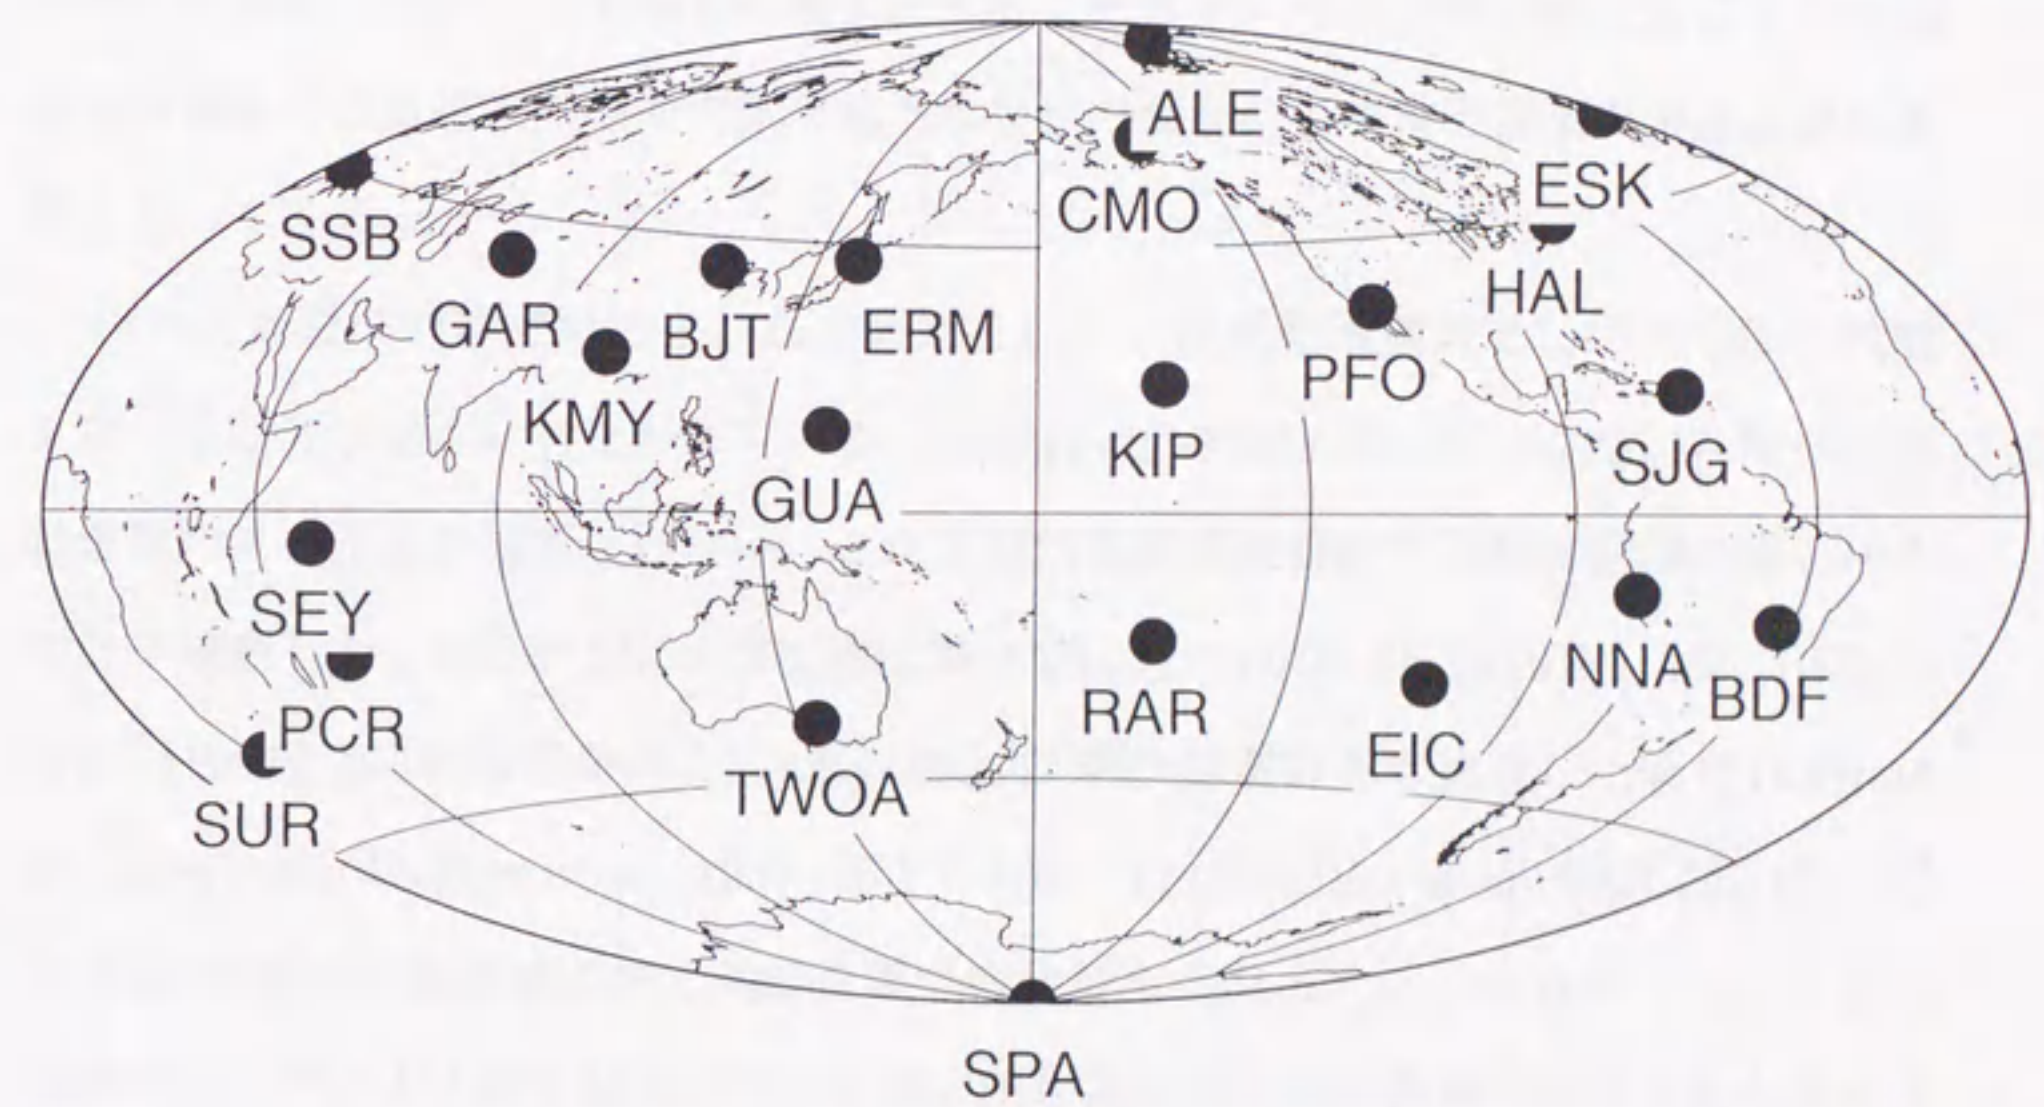 ALE
ESK
CMO
SSB
HAL
GAR
BJT
ERM
PFO
KMY
KIP
SJG
GUA
SEY
NNA
BDF
RAR
PCR
EIC
TWOA
SUR
SPA